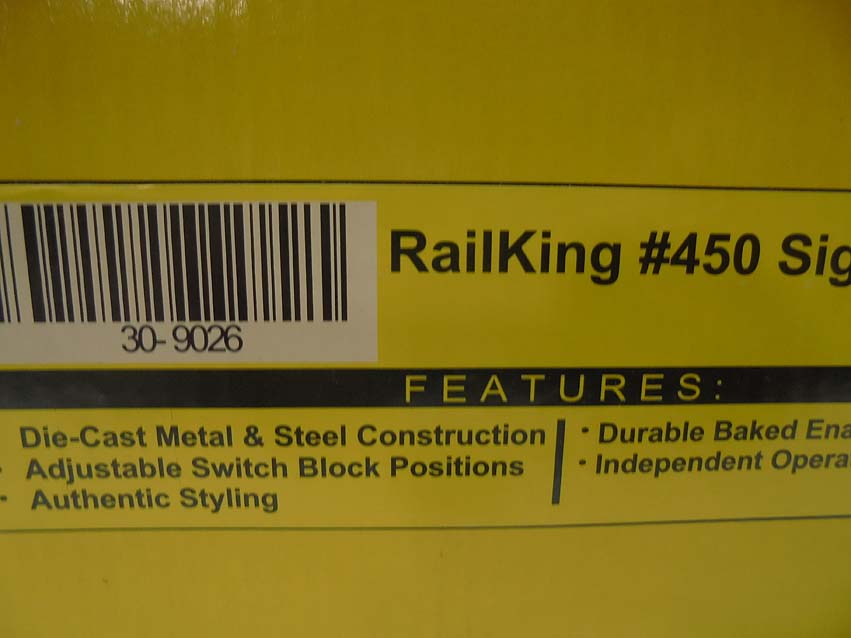 RailKing #450 Sig
30-9026
FEATURES:
Die-Cast Metal & Steel Construction
• Adjustable Switch Block Positions
• Authentic Styling
• Durable Baked Ena
• Independent Opera